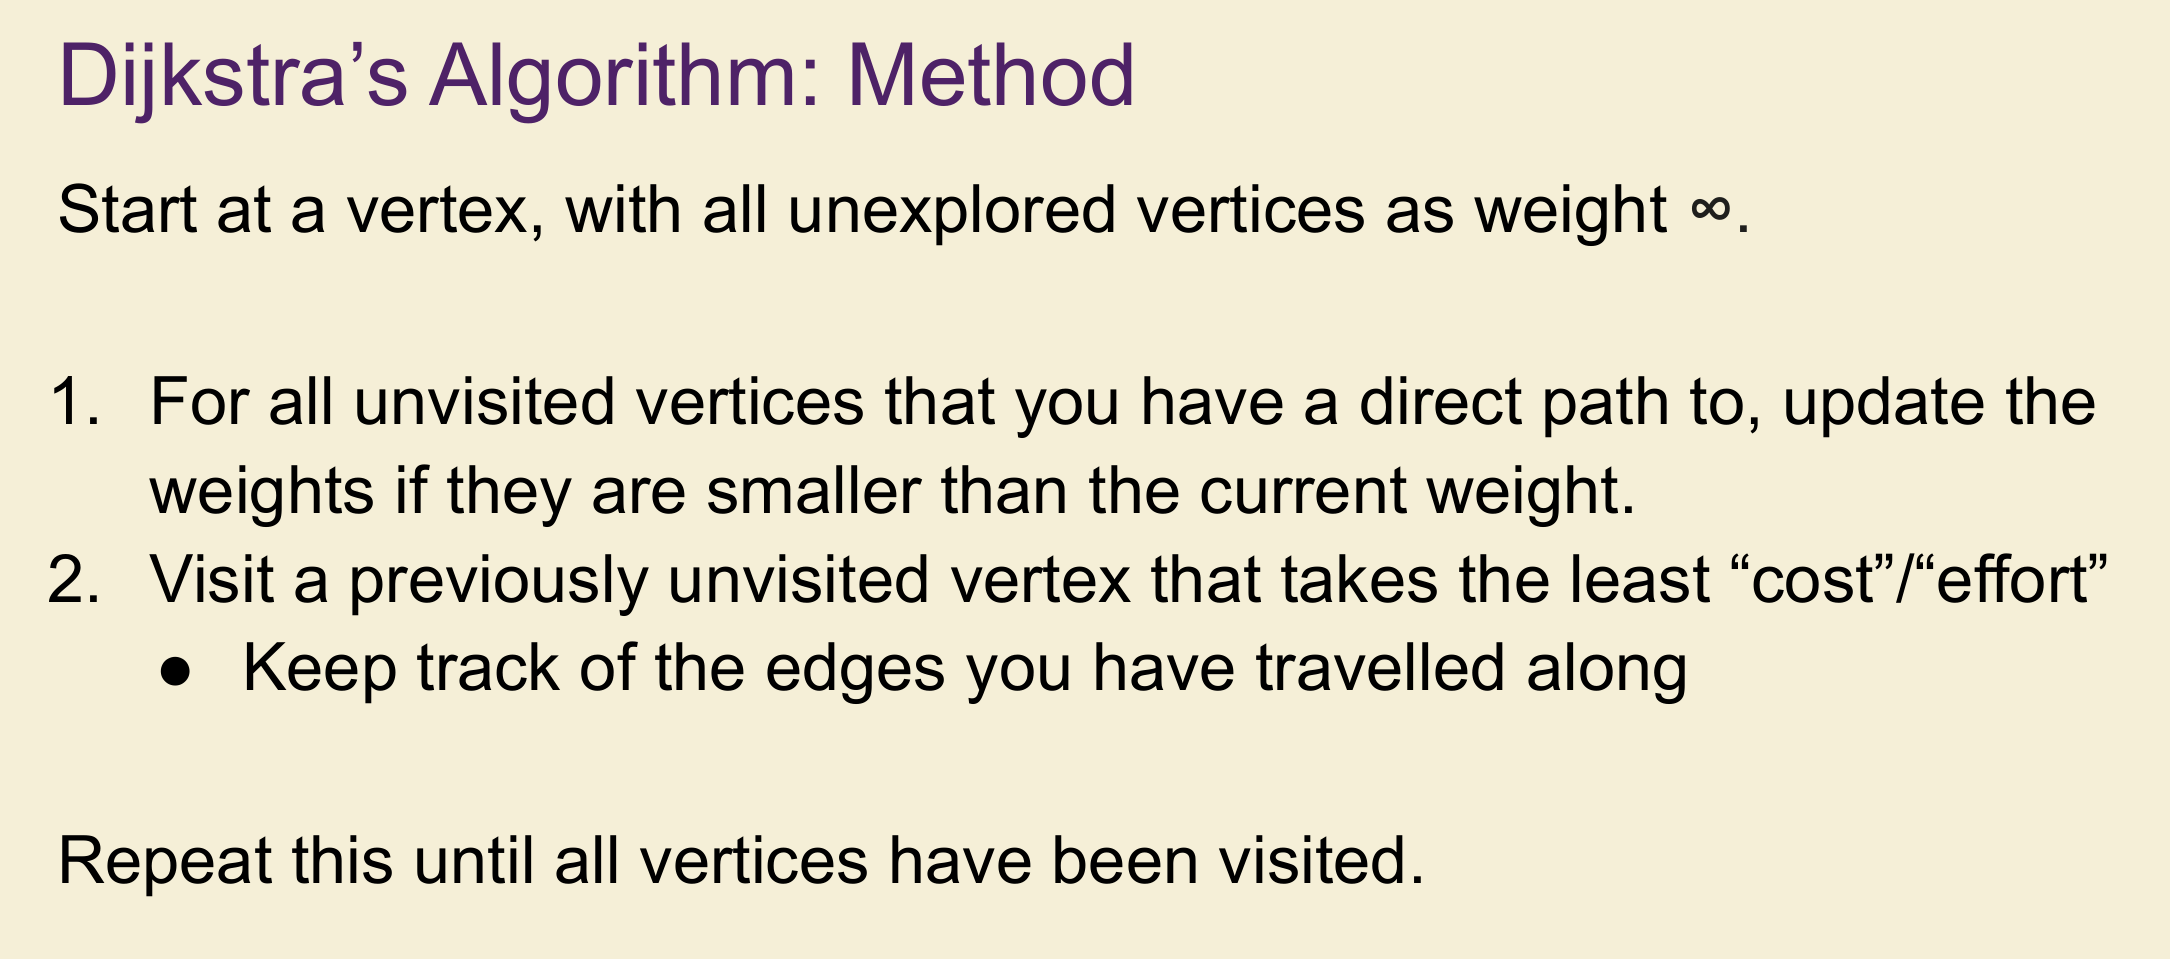 Dijkstra’s Algorithm: Method
Start at a vertex, with all unexplored vertices as weight ∞.
1. For all unvisited vertices that you have a direct path to, update the
weights if they are smaller than the current weight.
2. Visit a previously unvisited vertex that takes the least “cost”/“effort”
● Keep track of the edges you have travelled along
Repeat this until all vertices have been visited.